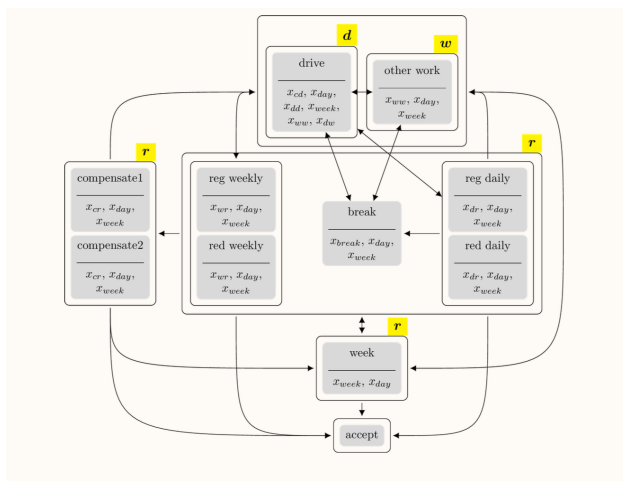 d
w
drive
x_cd, x_day,
x_dd, x_week,
x_ww, x_dw
other work
x_ww, x_day,
x_week
r
compensate1
x_cr, x_day,
x_week
compensate2
x_cr, x_day,
x_week
r
reg weekly
x_wr, x_day,
x_week
red weekly
x_wr, x_day,
x_week
break
x_break, x_day,
x_week
reg daily
x_dr, x_day,
x_week
red daily
x_dr, x_day,
x_week
r
week
x_week, x_day
accept